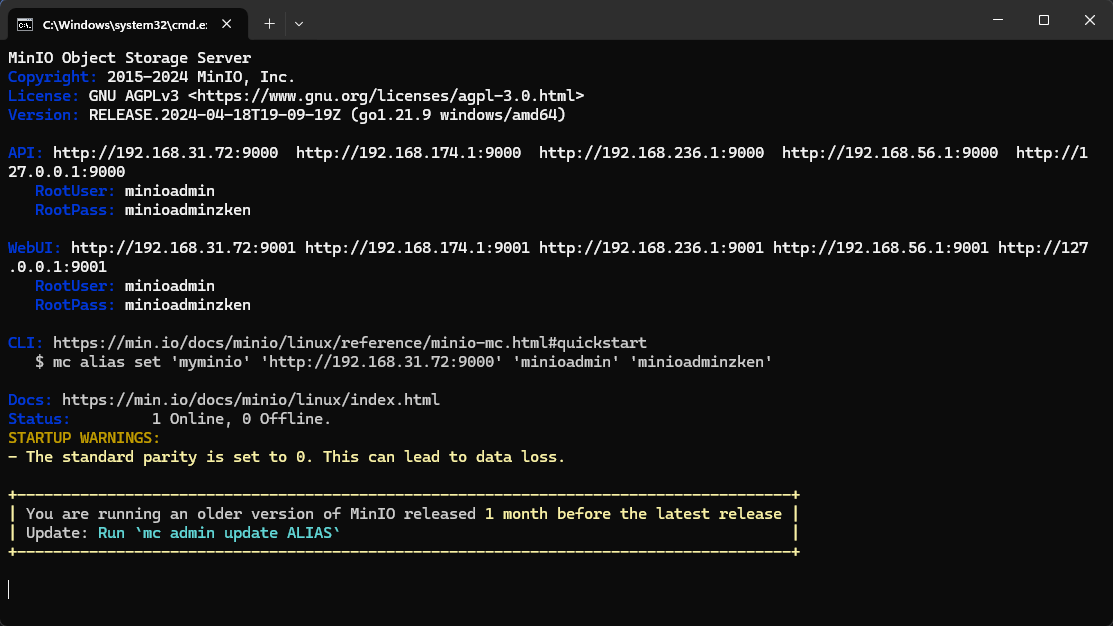 C:\Windows\system32\cmd.e:
MinIO Object Storage Server
Copyright: 2015-2024 MinIO, Inc.
License: GNU AGPLv3 <https://www.gnu.org/licenses/agpl-3.0.html>
Version: RELEASE.2024-04-18T19-09-19Z (go1.21.9 windows/amd64)
API: http://192.168.31.72:9000  http://192.168.174.1:9000  http://192.168.236.1:9000  http://192.168.56.1:9000  http://1
27.0.0.1:9000
RootUser: minioadmin
RootPass: minioadminzken
WebUI: http://192.168.31.72:9001 http://192.168.174.1:9001 http://192.168.236.1:9001 http://192.168.56.1:9001 http://127
.0.0.1:9001
RootUser: minioadmin
RootPass: minioadminzken
CLI: https://min.io/docs/minio/linux/reference/minio-mc.html#quickstart
$ mc alias set 'myminio' 'http://192.168.31.72:9000' 'minioadmin' 'minioadminzken'
Docs: https://min.io/docs/minio/linux/index.html
Status:         1 Online, 0 Offline.
STARTUP WARNINGS:
- The standard parity is set to 0. This can lead to data loss.
You are running an older version of MinIO released 1 month before the latest release
Update: Run `mc admin update ALIAS`